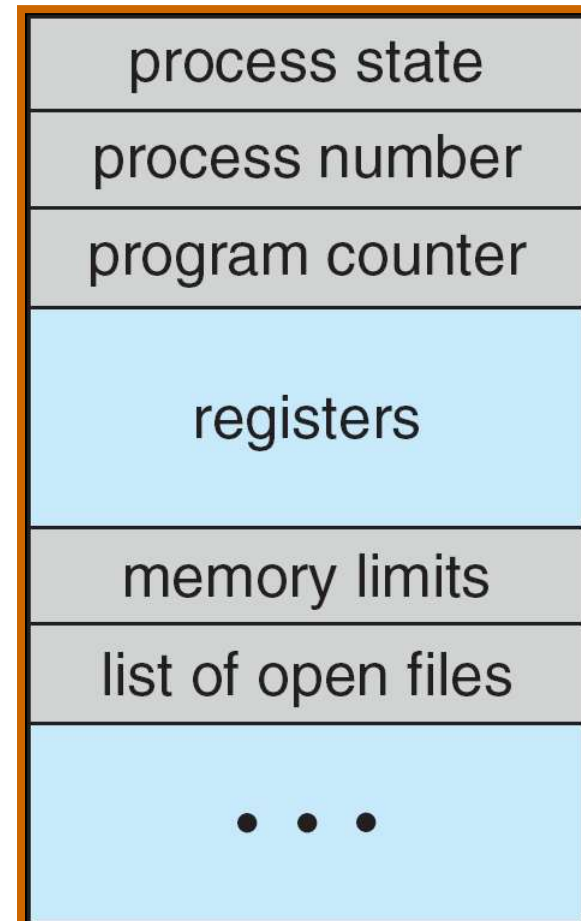 process state
process number
program counter
registers
memory limits
list of open files
• • •